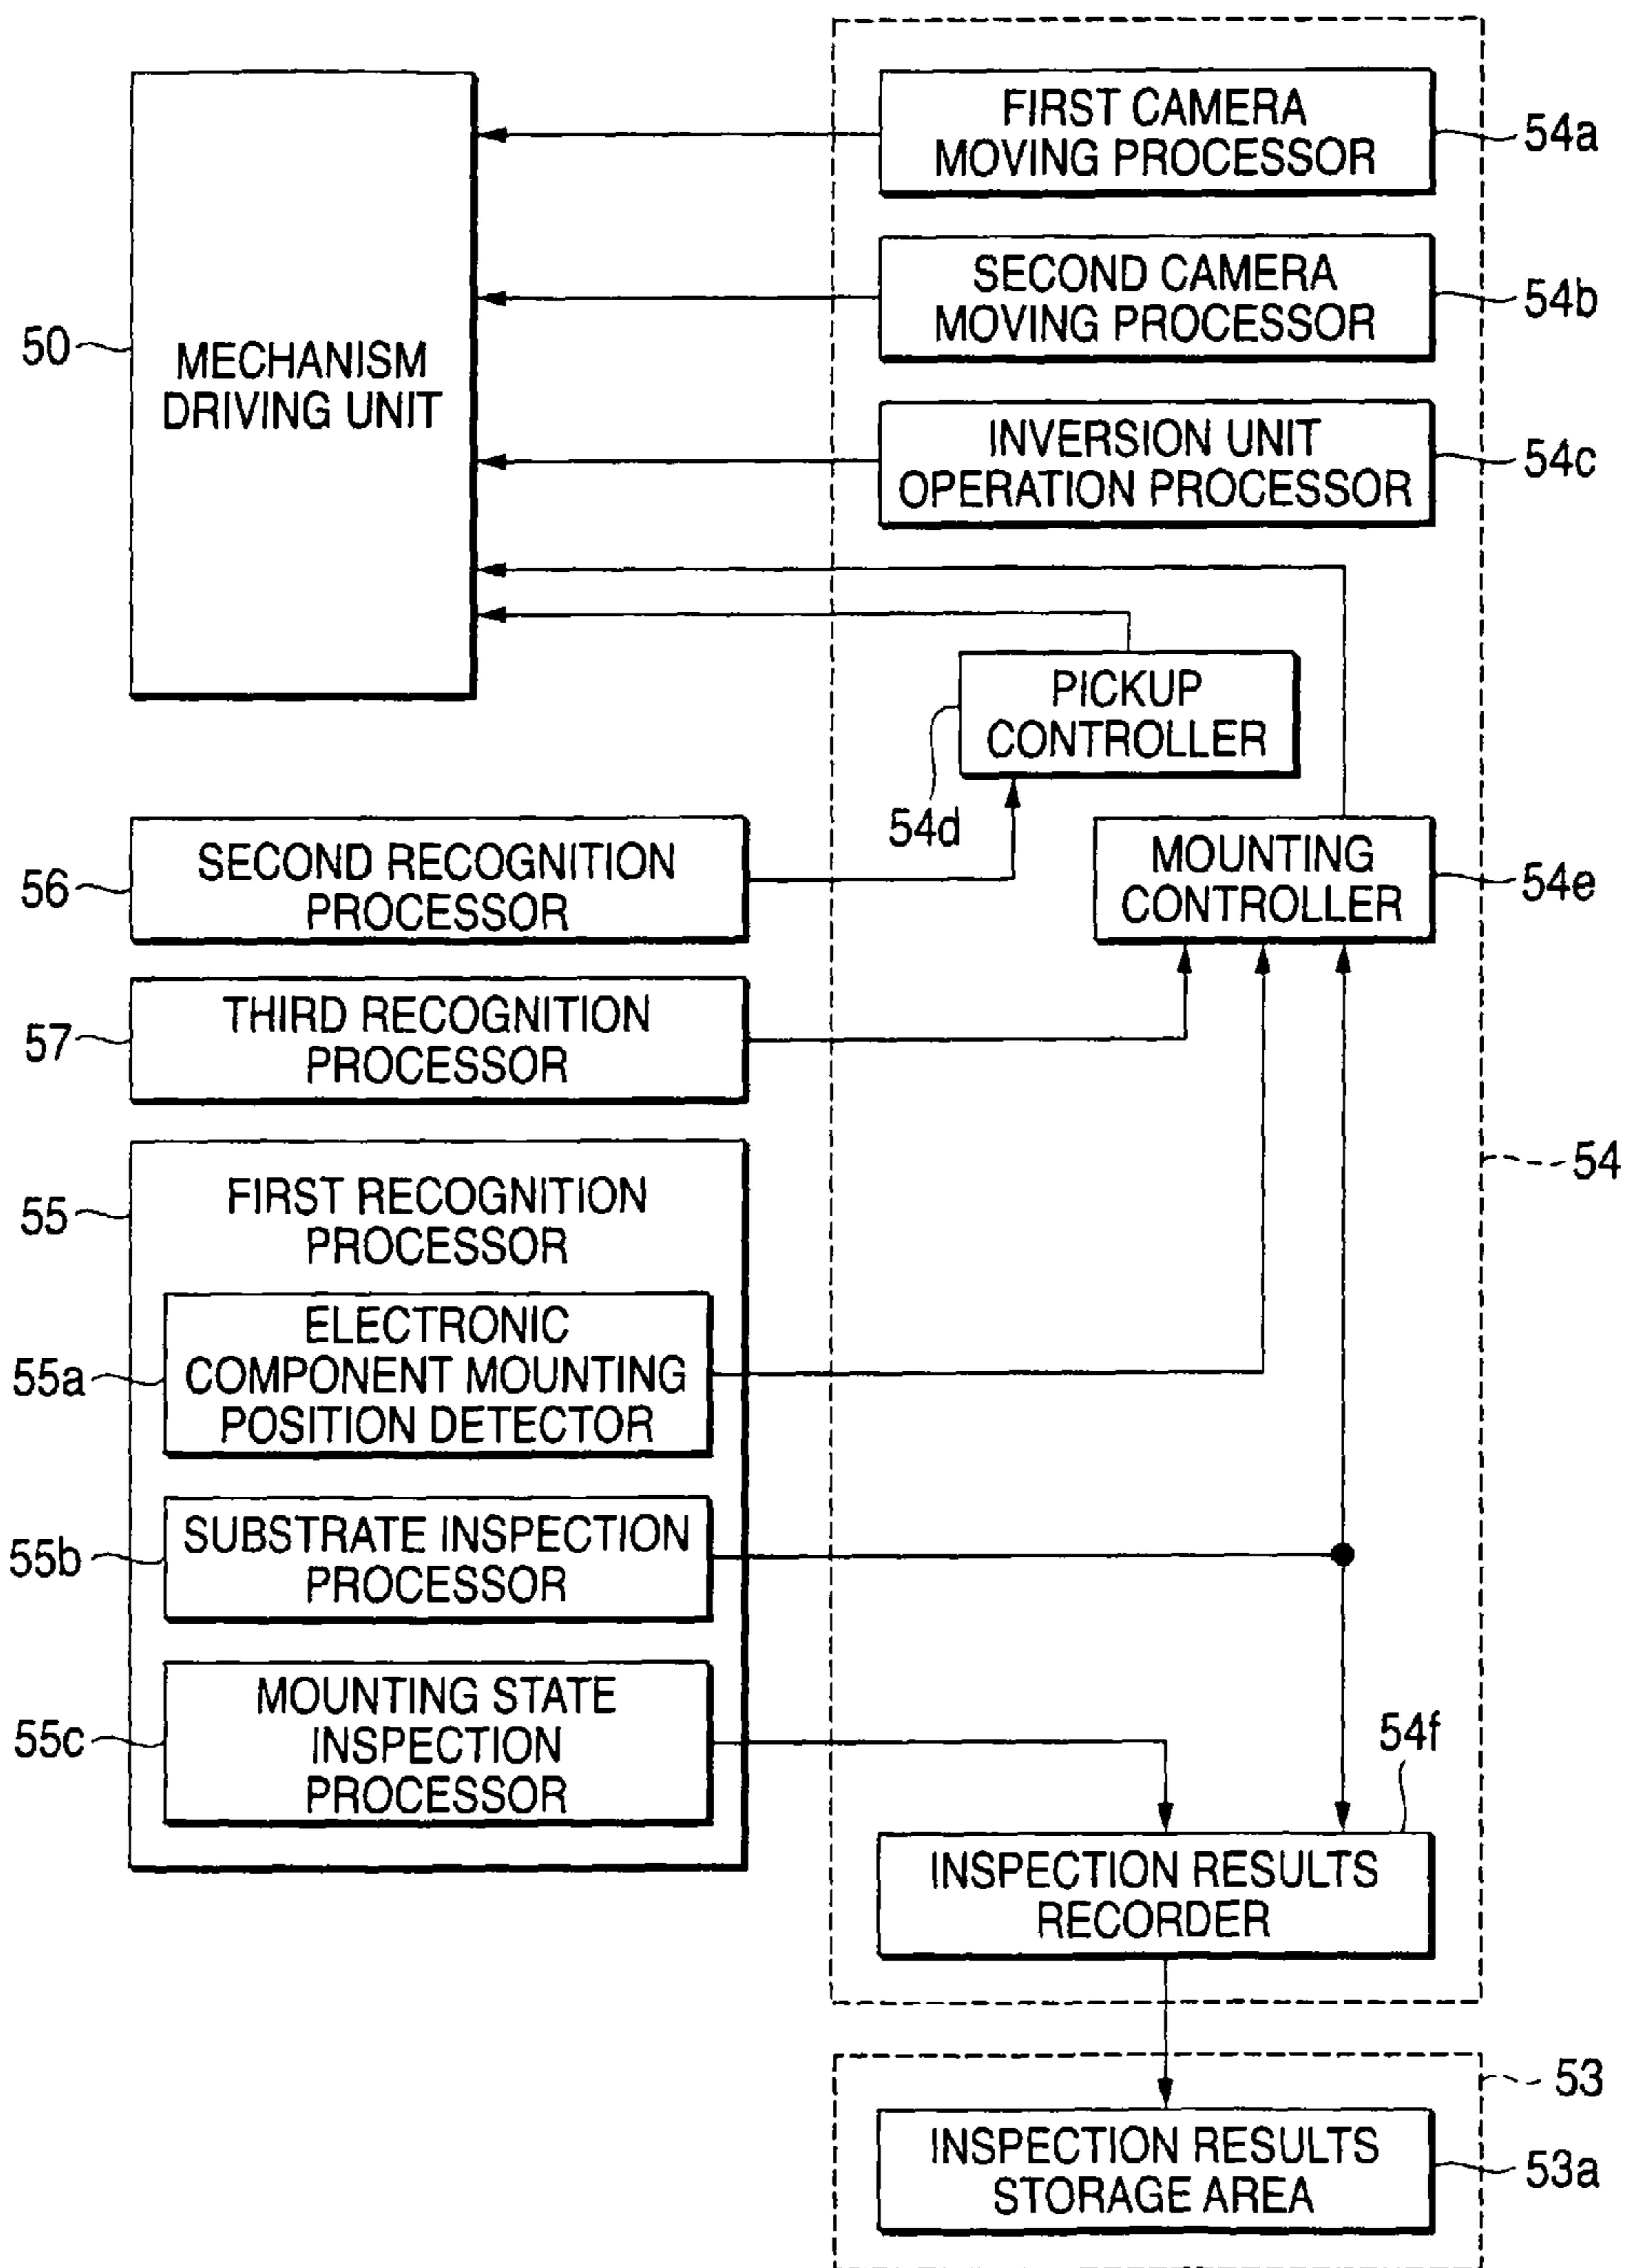 FIRST CAMERA
MOVING PROCESSOR
54a
SECOND CAMERA
MOVING PROCESSOR
54b
50
MECHANISM
DRIVING UNIT
INVERSION UNIT
OPERATION PROCESSOR
54c
PICKUP
CONTROLLER
54d
MOUNTING
CONTROLLER
54e
56
SECOND RECOGNITION
PROCESSOR
57
THIRD RECOGNITION
PROCESSOR
54
55
FIRST RECOGNITION
PROCESSOR
55a
ELECTRONIC
COMPONENT MOUNTING
POSITION DETECTOR
55b
SUBSTRATE INSPECTION
PROCESSOR
55c
MOUNTING STATE
INSPECTION
PROCESSOR
54f
INSPECTION RESULTS
RECORDER
53
INSPECTION RESULTS
STORAGE AREA
53a